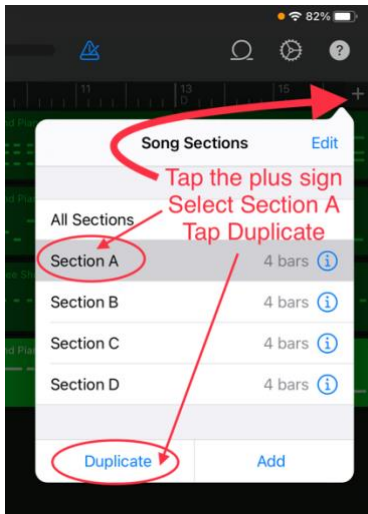 82%
?
11
13
15
D
+
Song Sections
Edit
Tap the plus sign
Select Section A
Tap Duplicate
All Sections
Section A
4 bars
Section B
4 bars
Section C
4 bars
Section D
4 bars
Duplicate
Add